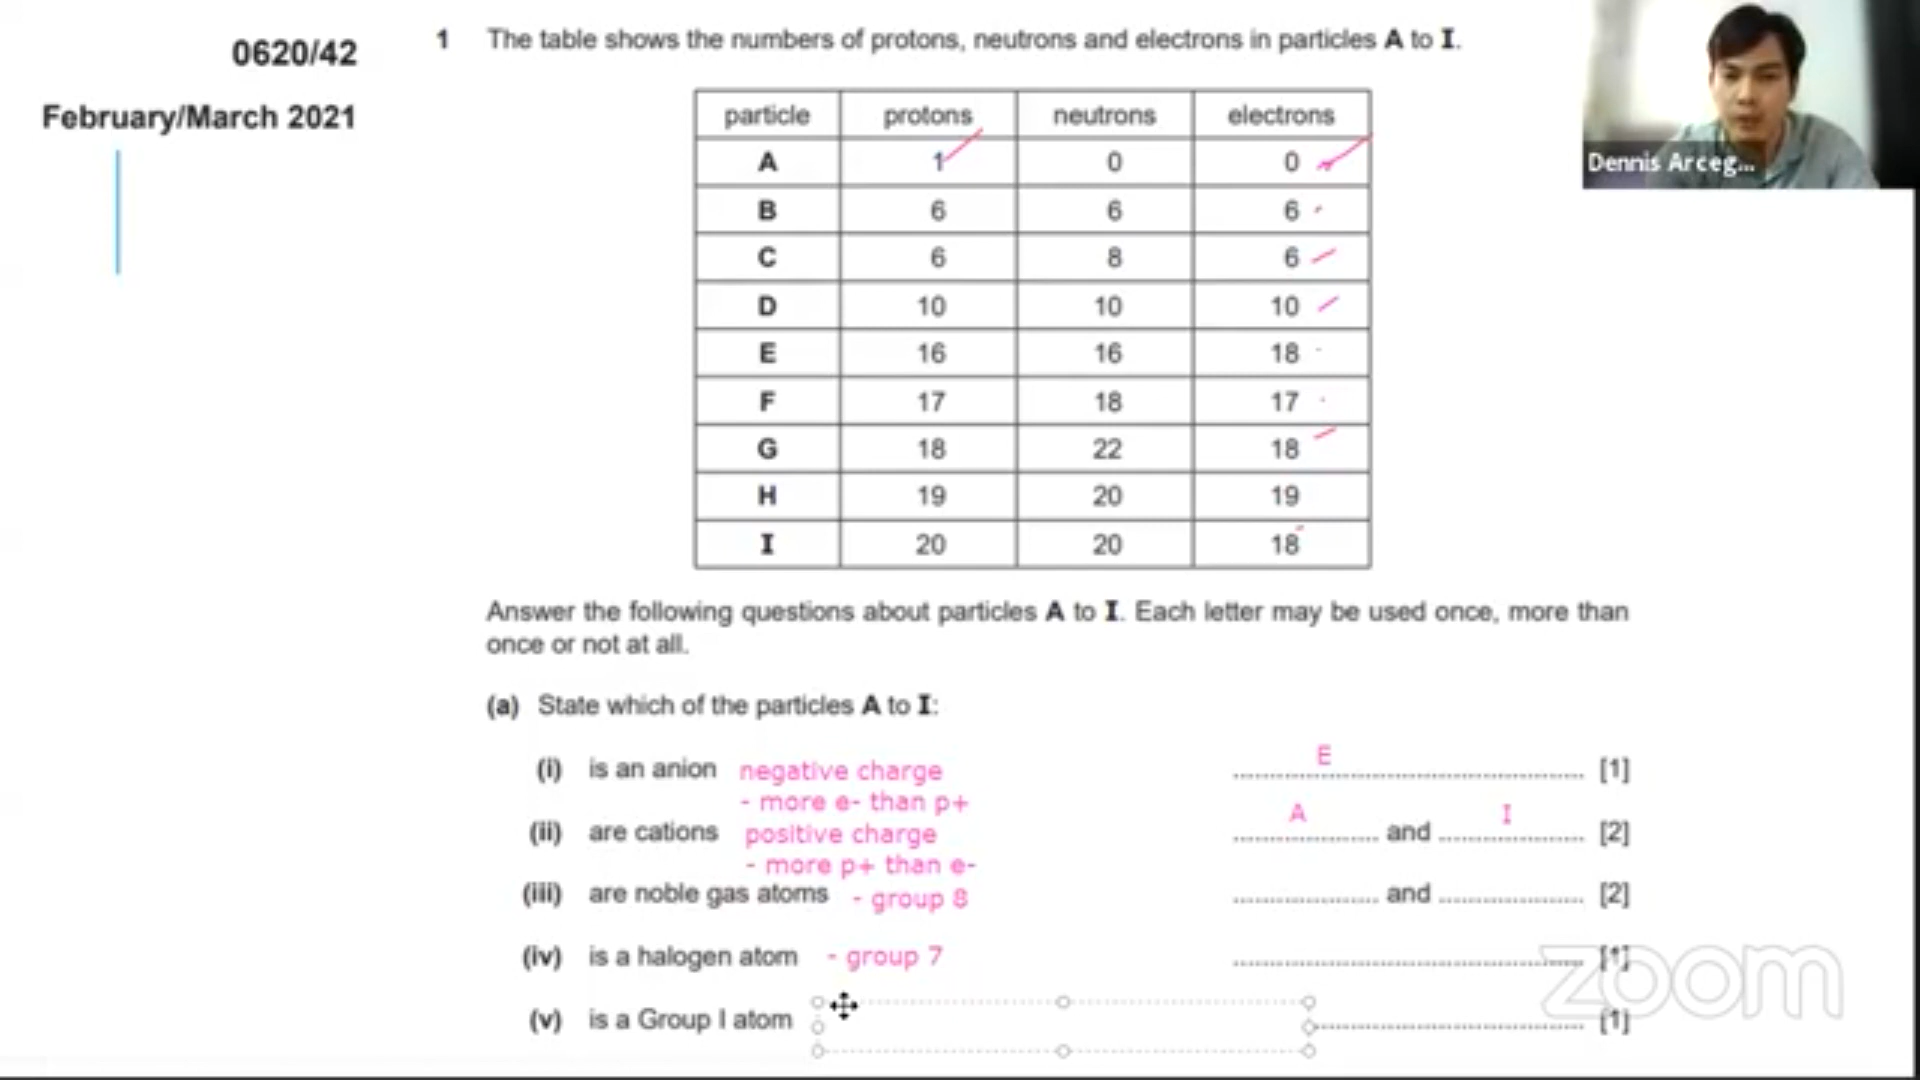 0620/42
February/March 2021
1 The table shows the numbers of protons, neutrons and electrons in particles A to I.
particle protons neutrons electrons
A 1 0 0
B 6 6 6
C 6 8 6
D 10 10 10
E 16 16 18
F 17 18 17
G 18 22 18
H 19 20 19
I 20 20 18
Answer the following questions about particles A to I. Each letter may be used once, more than
once or not at all.
(a) State which of the particles A to I:
(i) is an anion negative charge E [1]
- more e- than p+
(ii) are cations positive charge A and I [2]
- more p+ than e-
(iii) are noble gas atoms - group 8 and [2]
(iv) is a halogen atom - group 7 [1]
(v) is a Group I atom [1]
Dennis Arceg...
zoom